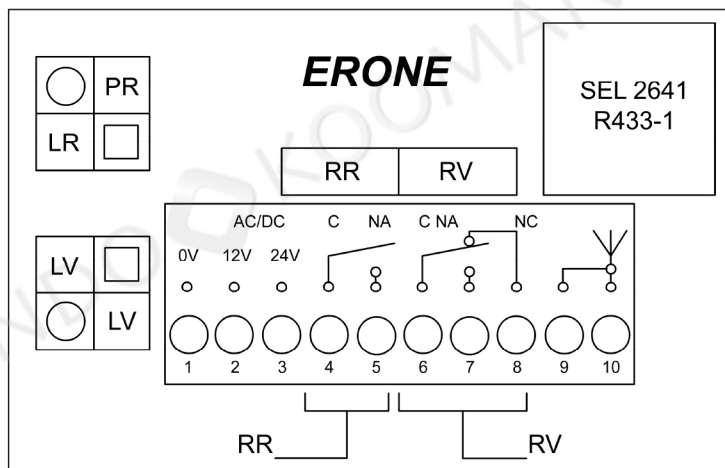 ERONE
PR
LR
SEL 2641
R433-1
RR RV
AC/DC C NA C NA NC
0V 12V 24V
LV
LV
1 2 3 4 5 6 7 8 9 10
RR RV